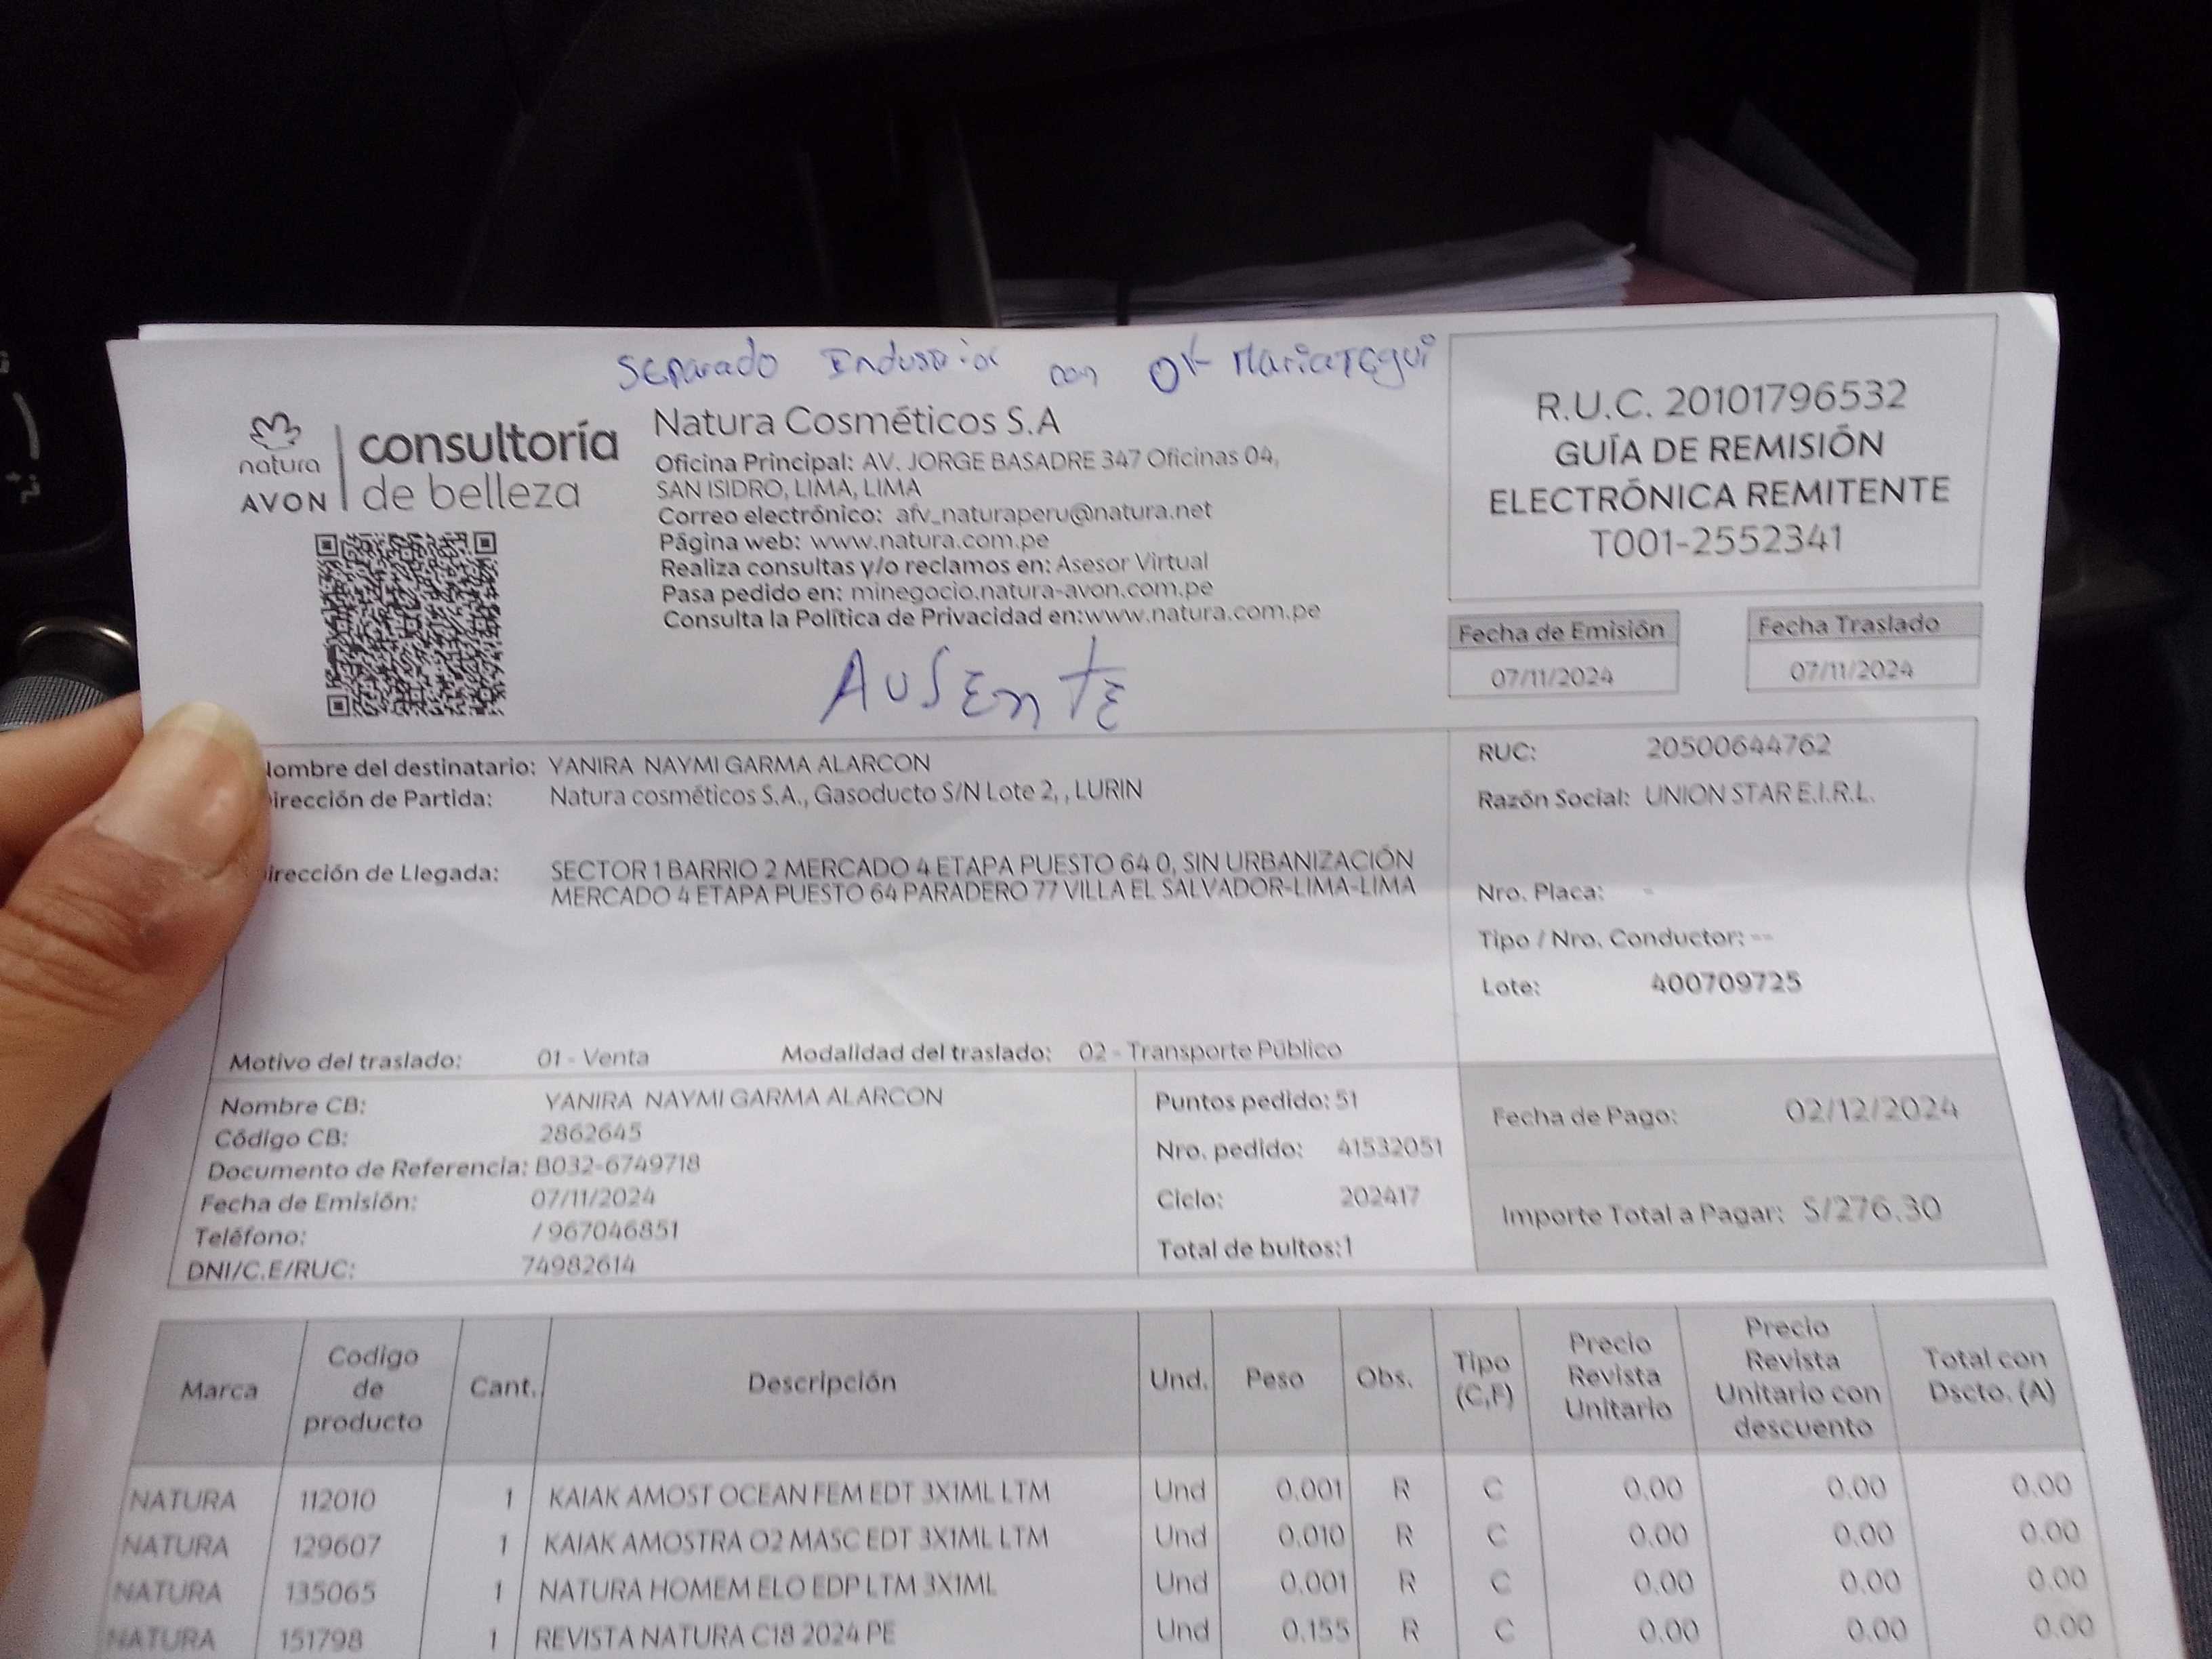 Separado Industrial con OK Mariategui
natura
AVON
consultoría
de belleza
Natura Cosméticos S.A
Oficina Principal: AV. JORGE BASADRE 347 Oficinas 04,
SAN ISIDRO, LIMA, LIMA
Correo electrónico: afv_naturaperu@natura.net
Página web: www.natura.com.pe
Realiza consultas y/o reclamos en: Asesor Virtual
Pasa pedido en: minegocio.natura-avon.com.pe
Consulta la Política de Privacidad en:www.natura.com.pe
AUSENTE
R.U.C. 20101796532
GUÍA DE REMISIÓN
ELECTRÓNICA REMITENTE
T001-2552341
Fecha de Emisión
07/11/2024
Fecha Traslado
07/11/2024
ombre del destinatario: YANIRA NAYMI GARMA ALARCON
irección de Partida: Natura cosméticos S.A., Gasoducto S/N Lote 2, , LURIN
irección de Llegada: SECTOR 1 BARRIO 2 MERCADO 4 ETAPA PUESTO 64 0, SIN URBANIZACIÓN
MERCADO 4 ETAPA PUESTO 64 PARADERO 77 VILLA EL SALVADOR-LIMA-LIMA
Motivo del traslado: 01 - Venta Modalidad del traslado: 02 - Transporte Público
RUC: 20500644762
Razón Social: UNION STAR E.I.R.L.
Nro. Placa: -
Tipo / Nro. Conductor: --
Lote: 400709725
Nombre CB: YANIRA NAYMI GARMA ALARCON
Código CB: 2862645
Documento de Referencia: B032-6749718
Fecha de Emisión: 07/11/2024
Teléfono: / 967046851
DNI/C.E/RUC: 74982614
Puntos pedido: 51
Nro. pedido: 41532051
Ciclo: 202417
Total de bultos:1
Fecha de Pago: 02/12/2024
Importe Total a Pagar: S/276.30
Marca Codigo de producto Cant. Descripción Und. Peso Obs. Tipo (C,F) Precio Revista Unitario Precio Revista Unitario con descuento Total con Dscto. (A)
NATURA 112010 1 KAIAK AMOST OCEAN FEM EDT 3X1ML LTM Und 0.001 R C 0.00 0.00 0.00
NATURA 129607 1 KAIAK AMOSTRA O2 MASC EDT 3X1ML LTM Und 0.010 R C 0.00 0.00 0.00
NATURA 135065 1 NATURA HOMEM ELO EDP LTM 3X1ML Und 0.001 R C 0.00 0.00 0.00
NATURA 151798 1 REVISTA NATURA C18 2024 PE Und 0.155 R C 0.00 0.00 0.00